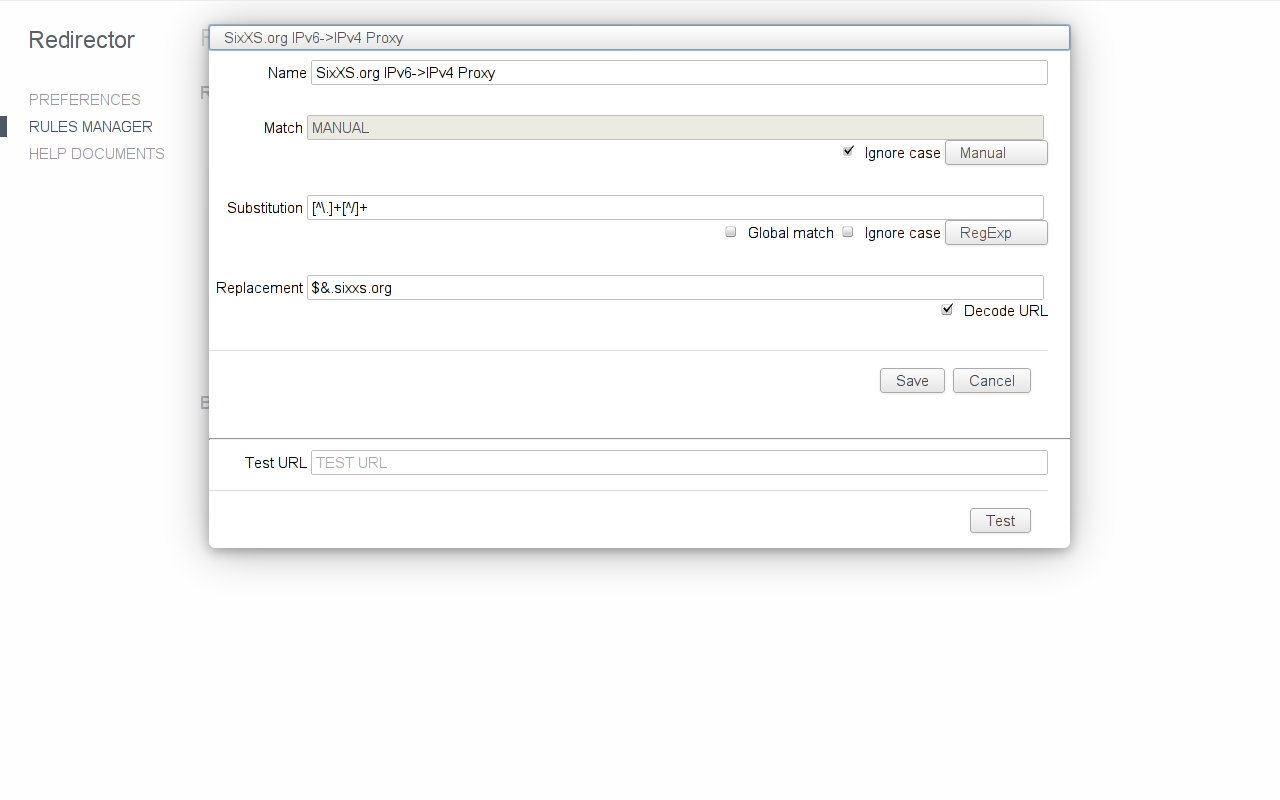 Redirector
PREFERENCES
RULES MANAGER
HELP DOCUMENTS
SixXS.org IPv6->IPv4 Proxy
Name SixXS.org IPv6->IPv4 Proxy
Match MANUAL
Ignore case Manual
Substitution [^\.]+[^/]+
Global match Ignore case RegExp
Replacement $&.sixxs.org
Decode URL
Save Cancel
Test URL TEST URL
Test